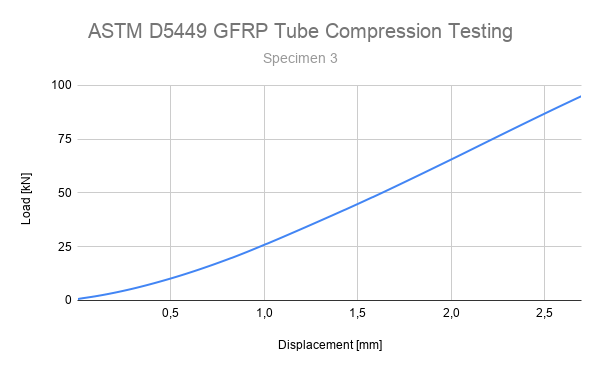 ASTM D5449 GFRP Tube Compression Testing
Specimen 3
Load [kN]
100
75
50
25
0
0,5 1,0 1,5 2,0 2,5
Displacement [mm]